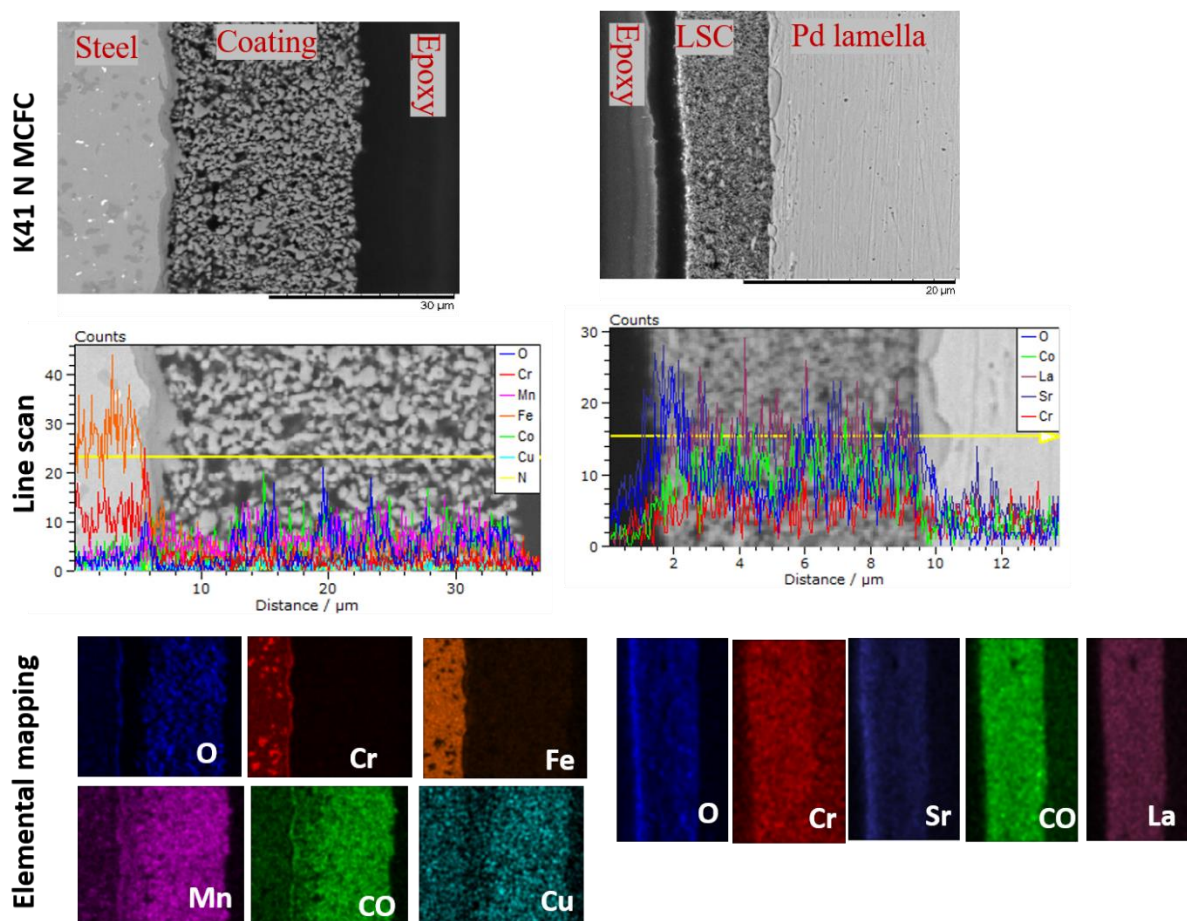 K41 N MCFC
Steel
Coating
Epoxy
30 µm
Epoxy
LSC
Pd lamella
20 µm
Line scan
Counts
40
30
20
10
0
10
20
30
Distance / µm
O
Cr
Mn
Fe
Co
Cu
N
Counts
30
20
10
0
2
4
6
8
10
12
Distance / µm
O
Co
La
Sr
Cr
Elemental mapping
O
Cr
Fe
Mn
CO
Cu
O
Cr
Sr
CO
La